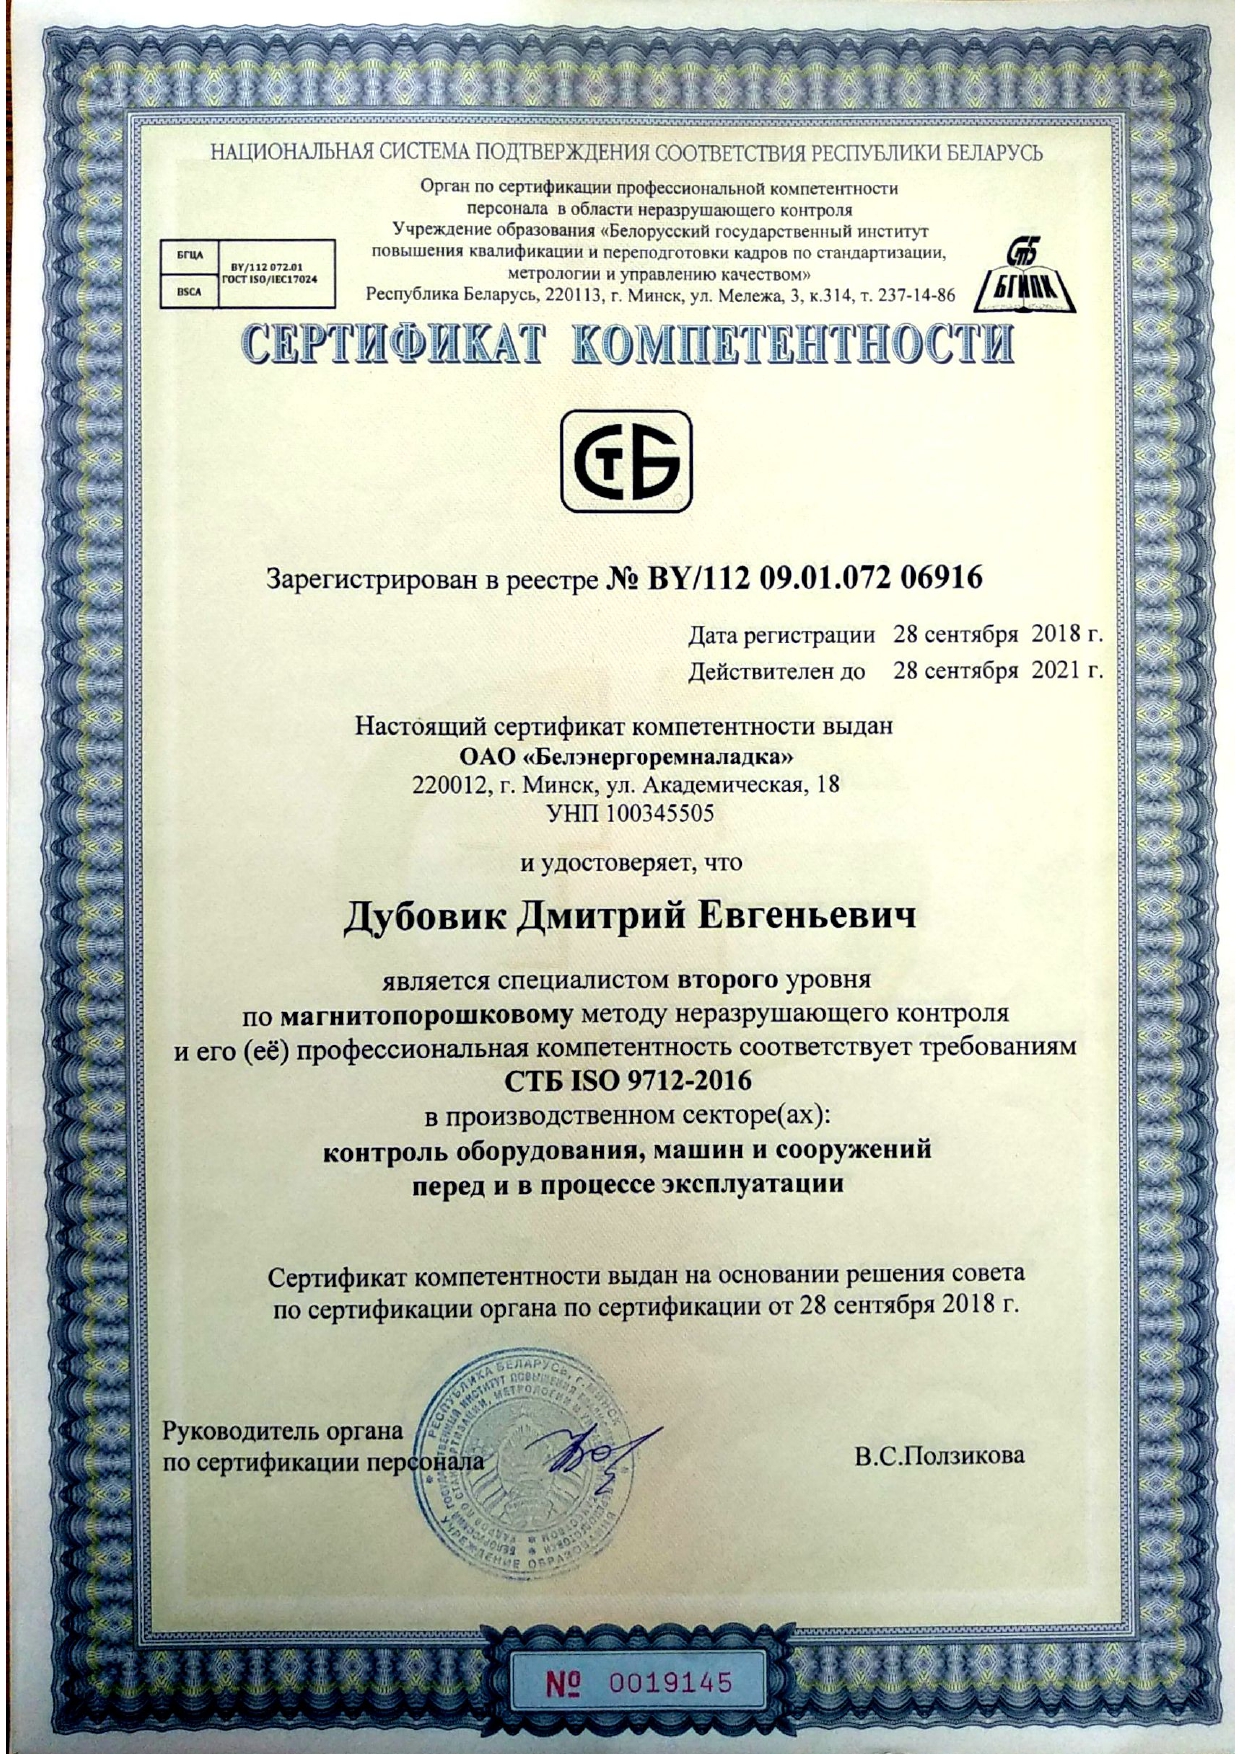 НАЦИОНАЛЬНАЯ СИСТЕМА ПОДТВЕРЖДЕНИЯ СООТВЕТСТВИЯ РЕСПУБЛИКИ БЕЛАРУСЬ
Орган по сертификации профессиональной компетентности
персонала в области неразрушающего контроля
Учреждение образования «Белорусский государственный институт
повышения квалификации и переподготовки кадров по стандартизации,
метрологии и управлению качеством»
Республика Беларусь, 220113, г. Минск, ул. Мележа, 3, к.314, т. 237-14-86
БГЦА
BSCA
BY/112 072.01
ГОСТ ISO/IEC17024
СТБ
БГИПК
СЕРТИФИКАТ КОМПЕТЕНТНОСТИ
СТБ
Зарегистрирован в реестре № BY/112 09.01.072 06916
Дата регистрации 28 сентября 2018 г.
Действителен до 28 сентября 2021 г.
Настоящий сертификат компетентности выдан
ОАО «Белэнергоремналадка»
220012, г. Минск, ул. Академическая, 18
УНП 100345505
и удостоверяет, что
Дубовик Дмитрий Евгеньевич
является специалистом второго уровня
по магнитопорошковому методу неразрушающего контроля
и его (её) профессиональная компетентность соответствует требованиям
СТБ ISO 9712-2016
в производственном секторе(ах):
контроль оборудования, машин и сооружений
перед и в процессе эксплуатации
Сертификат компетентности выдан на основании решения совета
по сертификации органа по сертификации от 28 сентября 2018 г.
Руководитель органа
по сертификации персонала
В.С.Ползикова
РЕСПУБЛИКА БЕЛАРУСЬ, г. МИНСК
УЧРЕЖДЕНИЕ ОБРАЗОВАНИЯ
№ 0019145